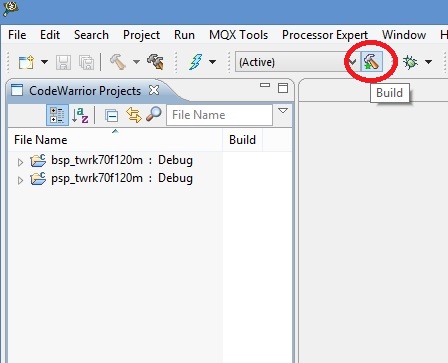 File Search Project Run MQX Tools Processor Expert Window
(Active)
Build
CodeWarrior Projects
File Name
File Name Build
bsp_twrk70f120m : Debug
psp_twrk70f120m : Debug